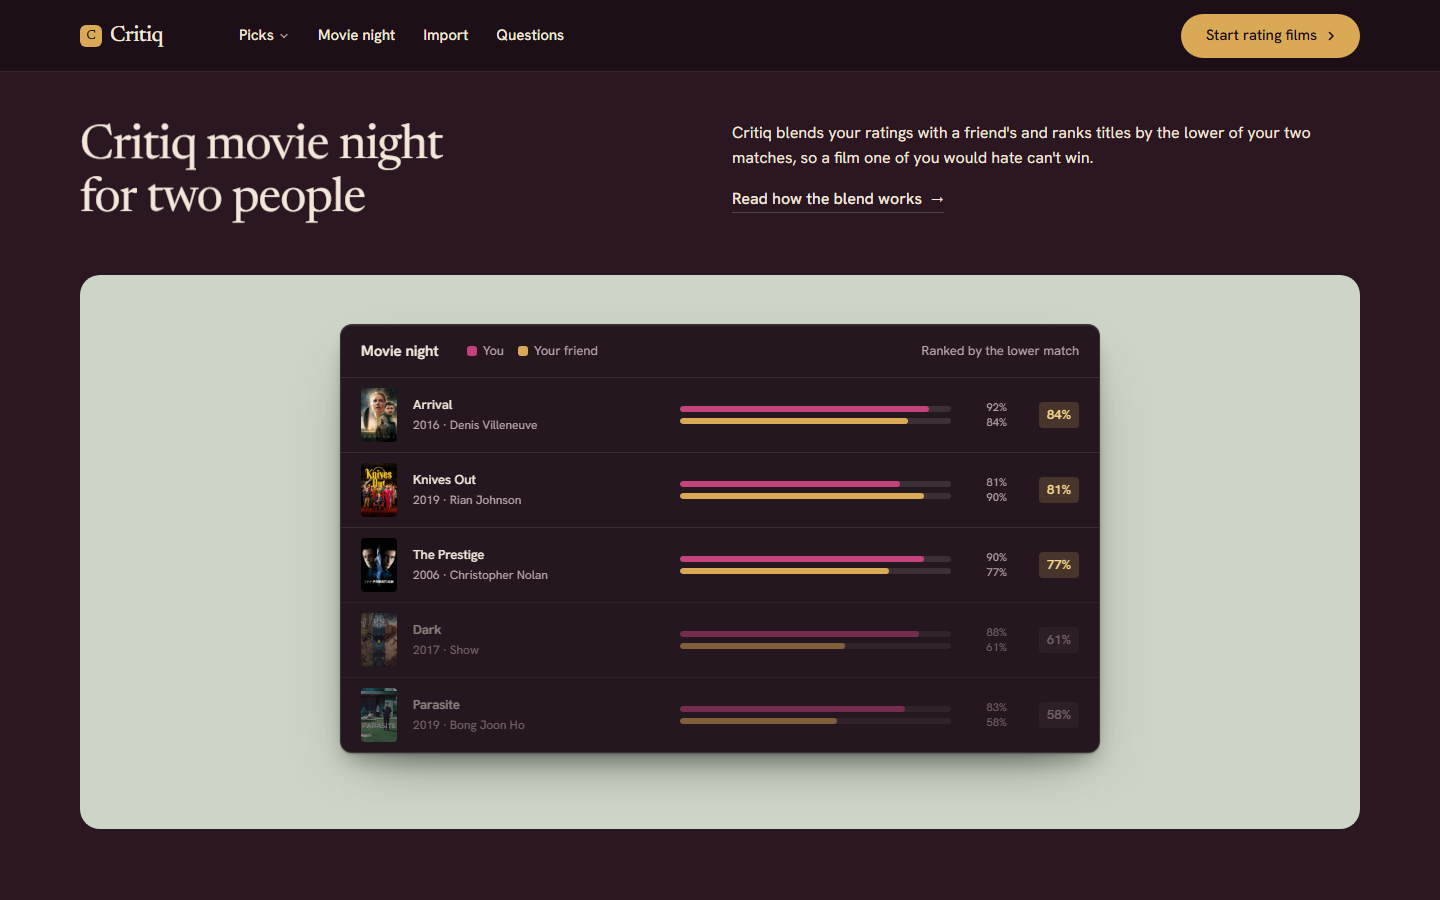 C Critiq
Picks
Movie night
Import
Questions
Start rating films
Critiq movie night
for two people
Critiq blends your ratings with a friend's and ranks titles by the lower of your two
matches, so a film one of you would hate can't win.
Read how the blend works →
Movie night
You
Your friend
Ranked by the lower match
Arrival
2016 · Denis Villeneuve
92%
84%
84%
Knives Out
Knives
Out
2019 · Rian Johnson
81%
90%
81%
The Prestige
2006 · Christopher Nolan
90%
77%
77%
Dark
2017 · Show
88%
61%
61%
PARASITE
Parasite
2019 · Bong Joon Ho
83%
58%
58%